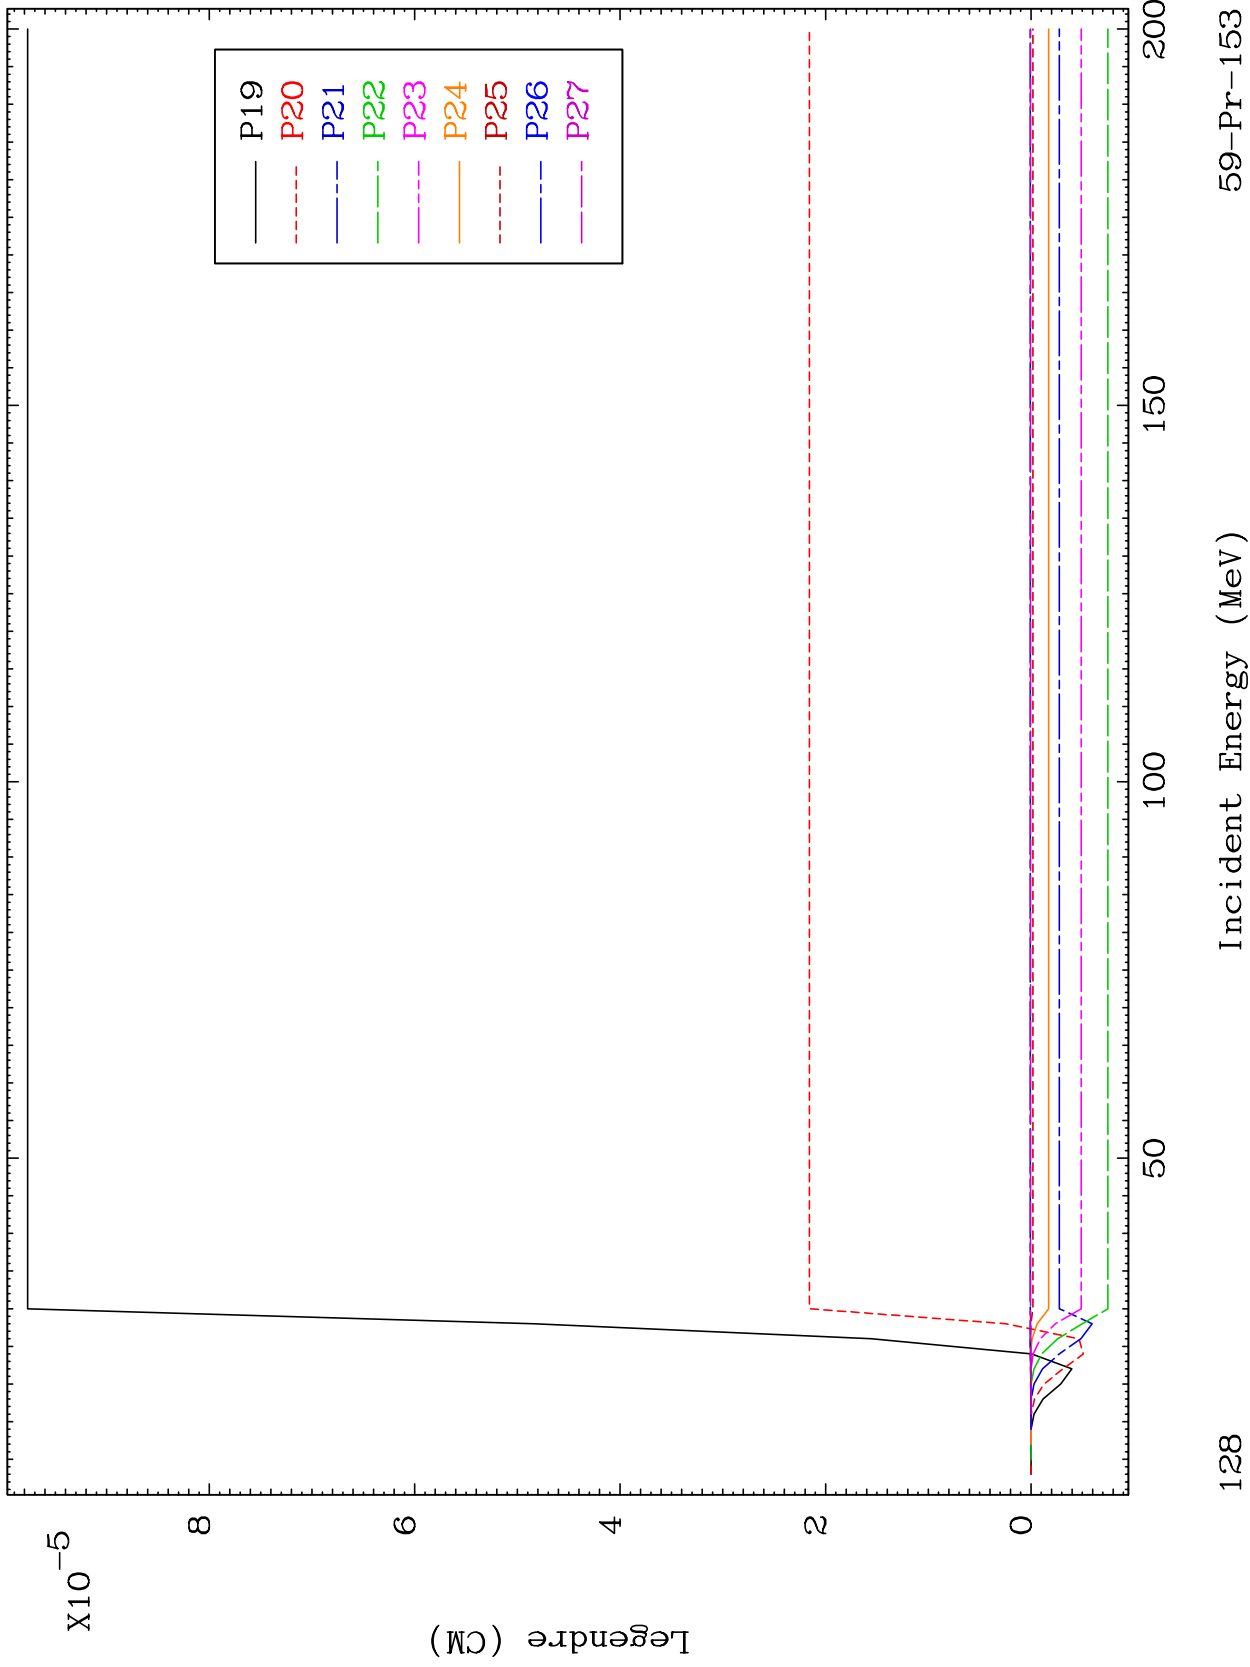 X10
-5
Legendre (CM)
8
6
4
2
0
P19
P20
P21
P22
P23
P24
P25
P26
P27
50
100
150
200
128
Incident Energy (MeV)
59-Pr-153